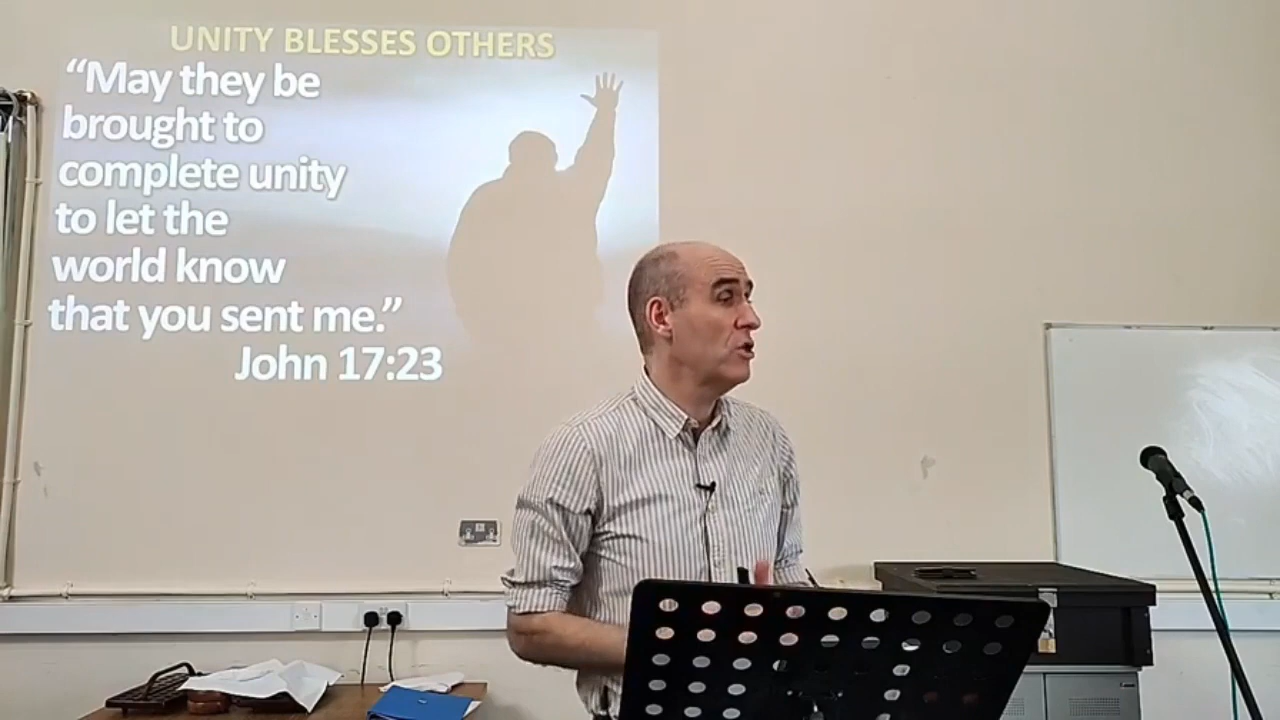 UNITY BLESSES OTHERS
“May they be
brought to
complete unity
to let the
world know
that you sent me.”
John 17:23